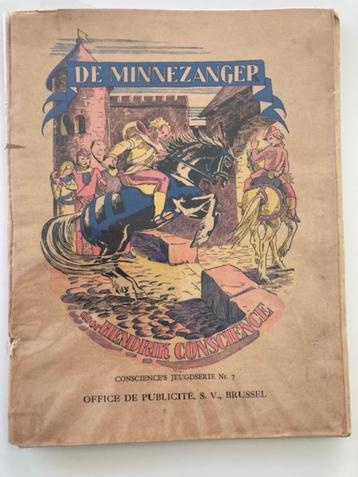 DE MINNEZANGER
door HENDRIK CONSCIENCE
CONSCIENCE'S JEUGDSERIE Nr. 7
OFFICE DE PUBLICITÉ, S. V., BRUSSEL